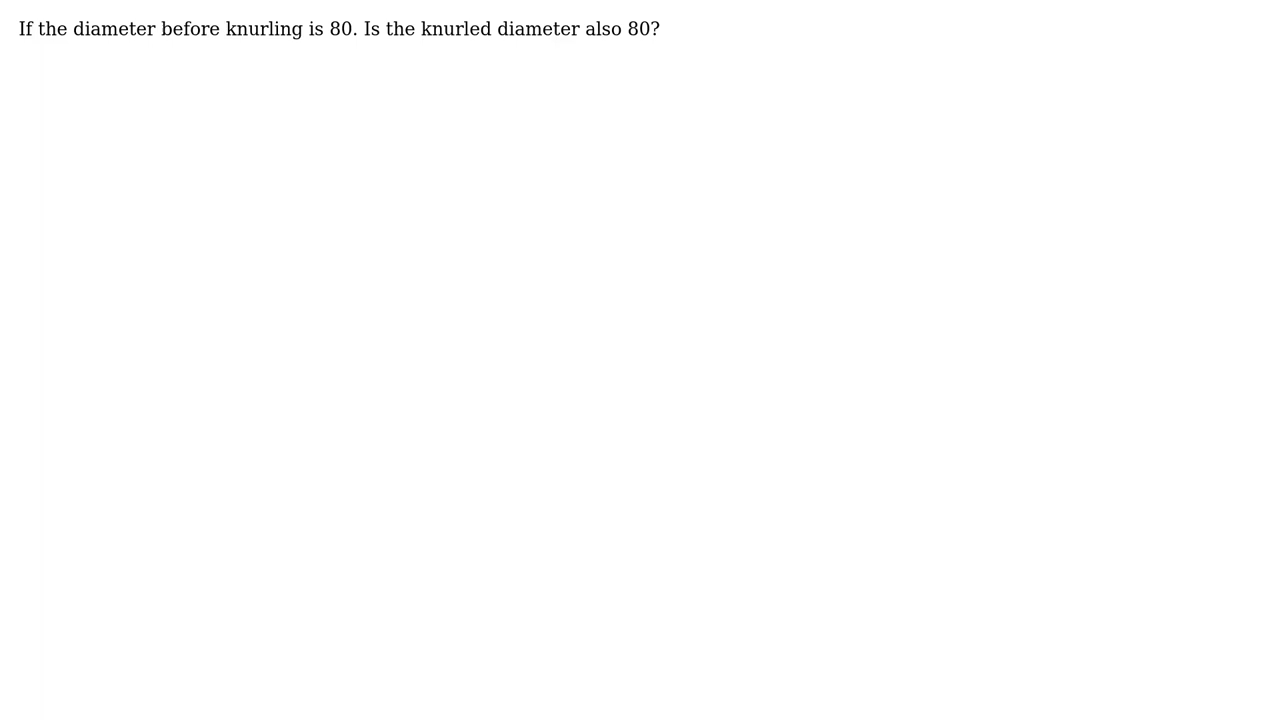 If the diameter before knurling is 80. Is the knurled diameter also 80?